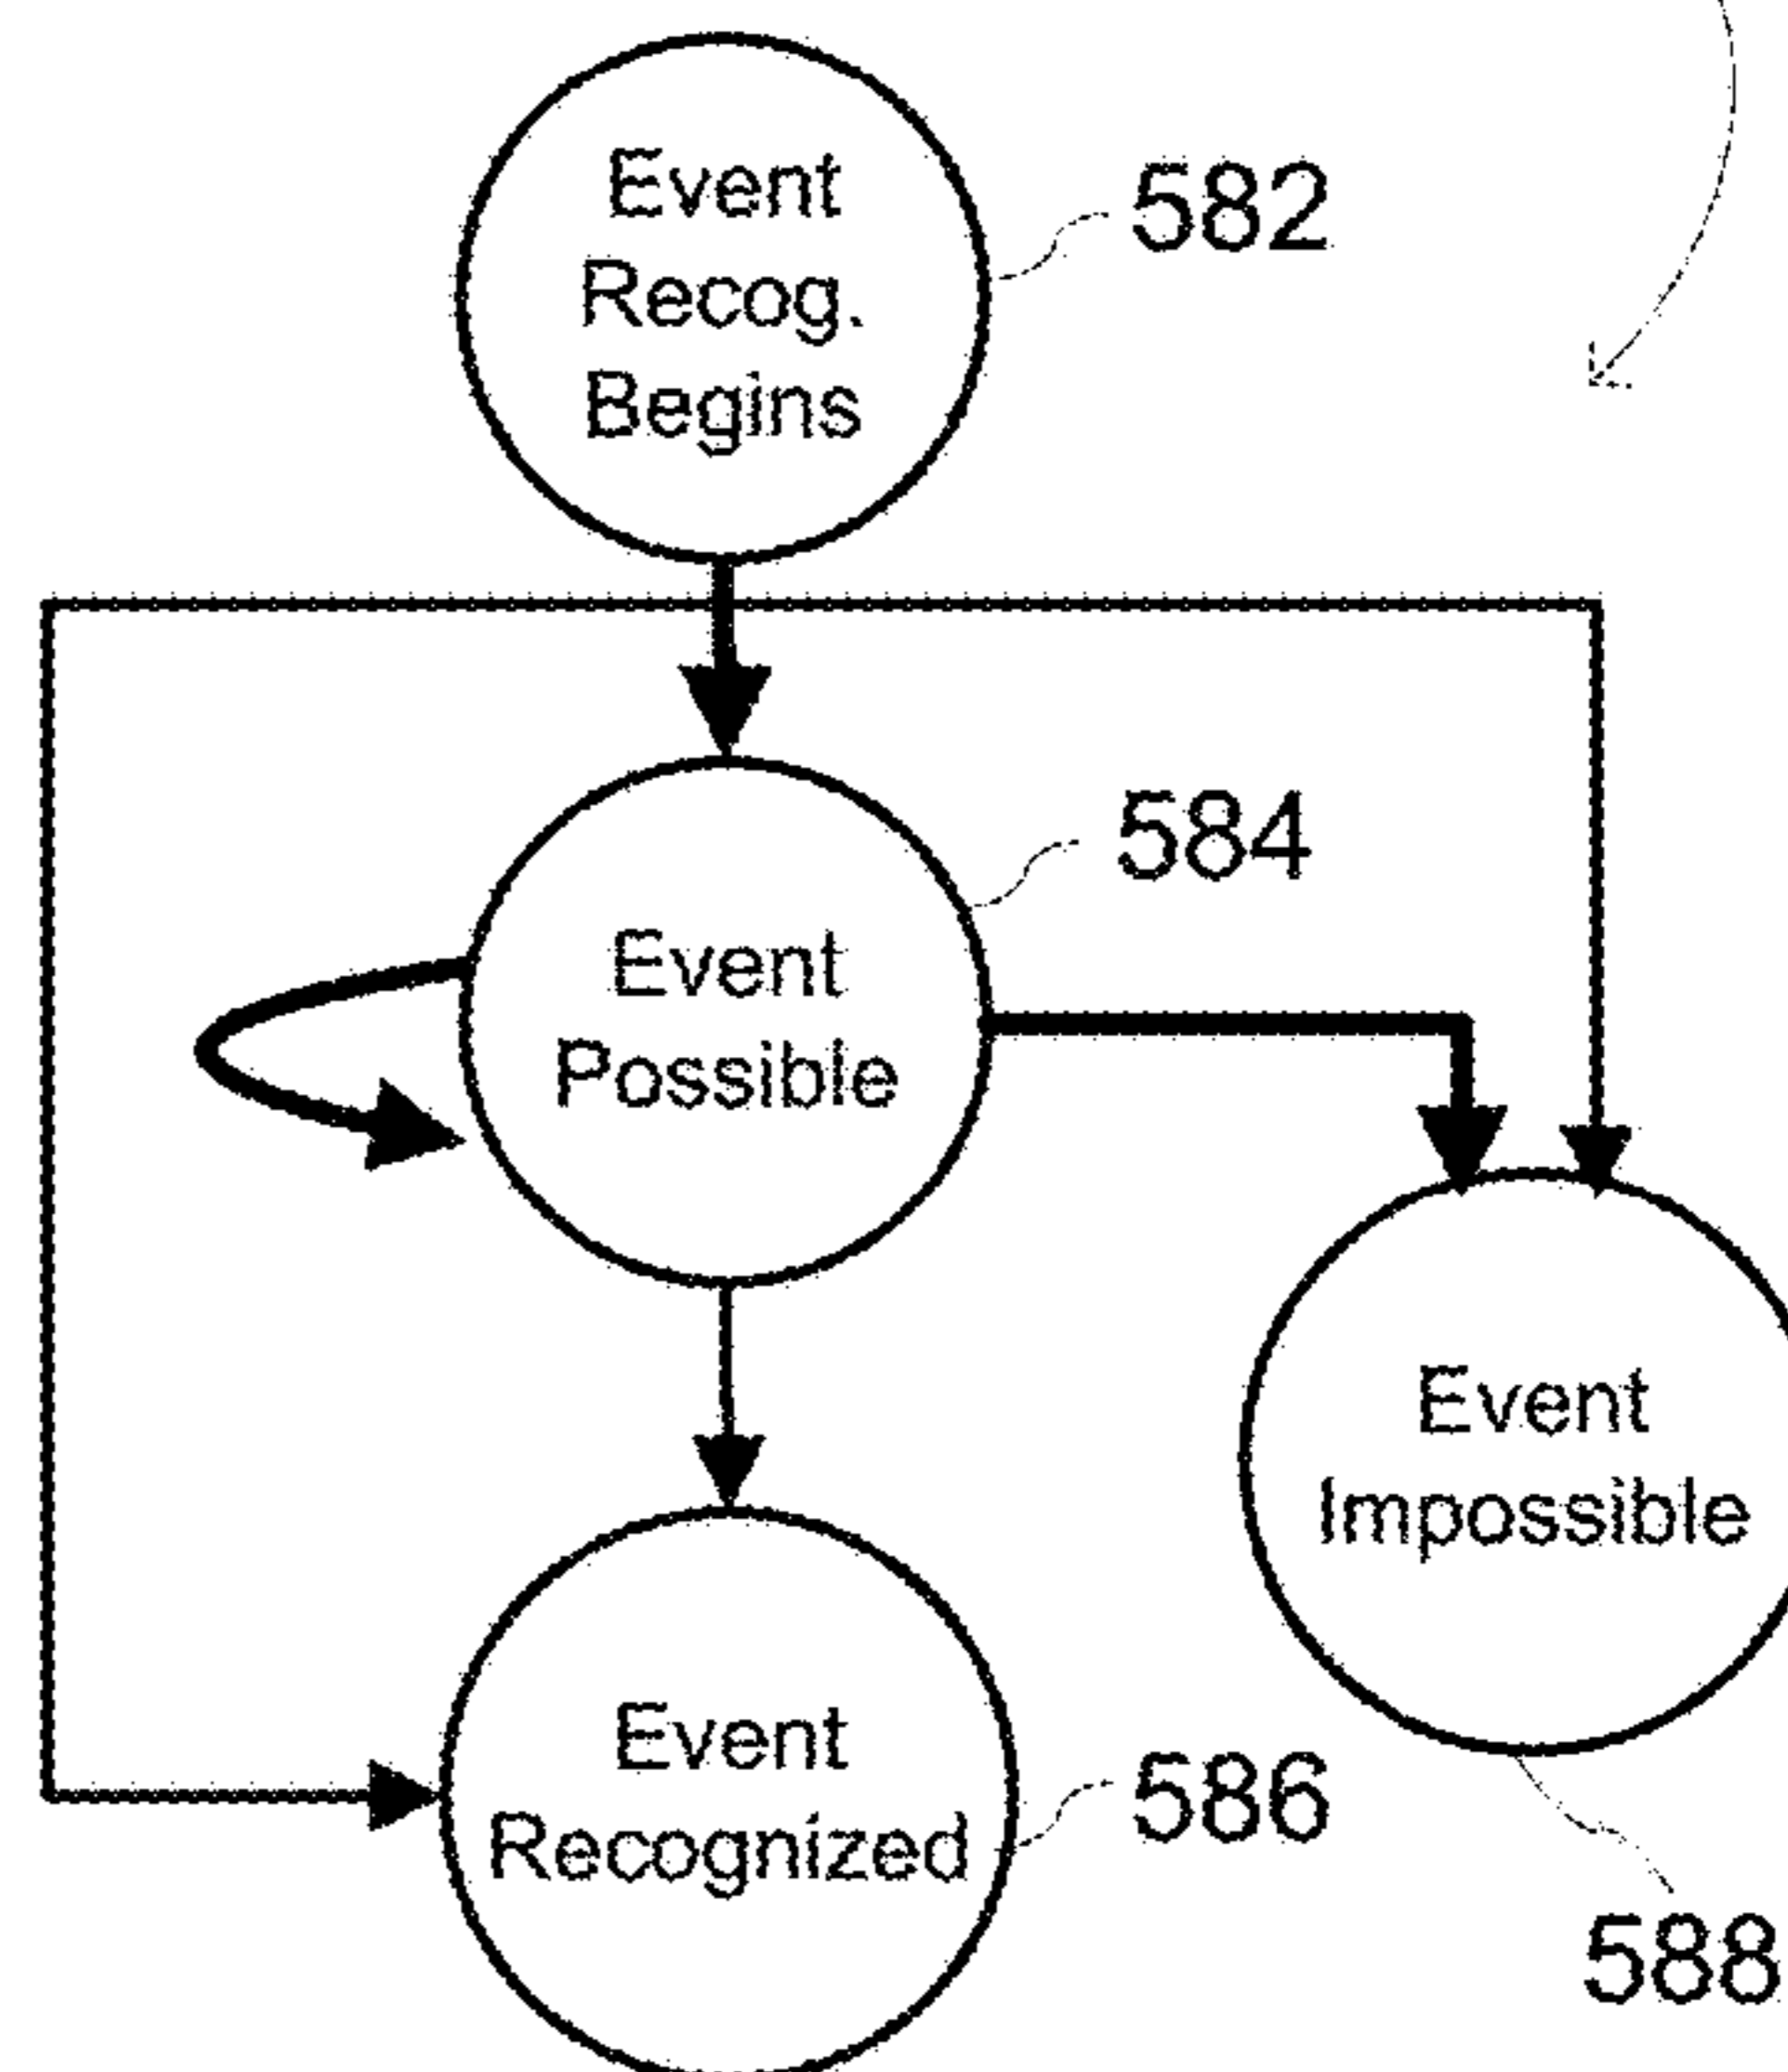 Event
Recog.
Begins
582
584
Event
Possible
Event
Impossible
Event
Recognized
586
588